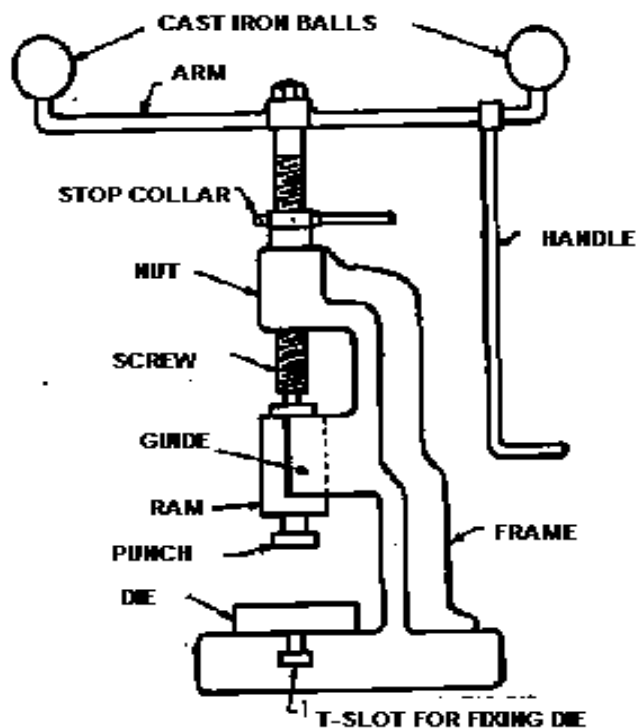 CAST IRON BALLS
ARM
STOP COLLAR
HANDLE
NUT
SCREW
GUIDE
RAM
PUNCH
FRAME
DIE
T-SLOT FOR FIXING DIE